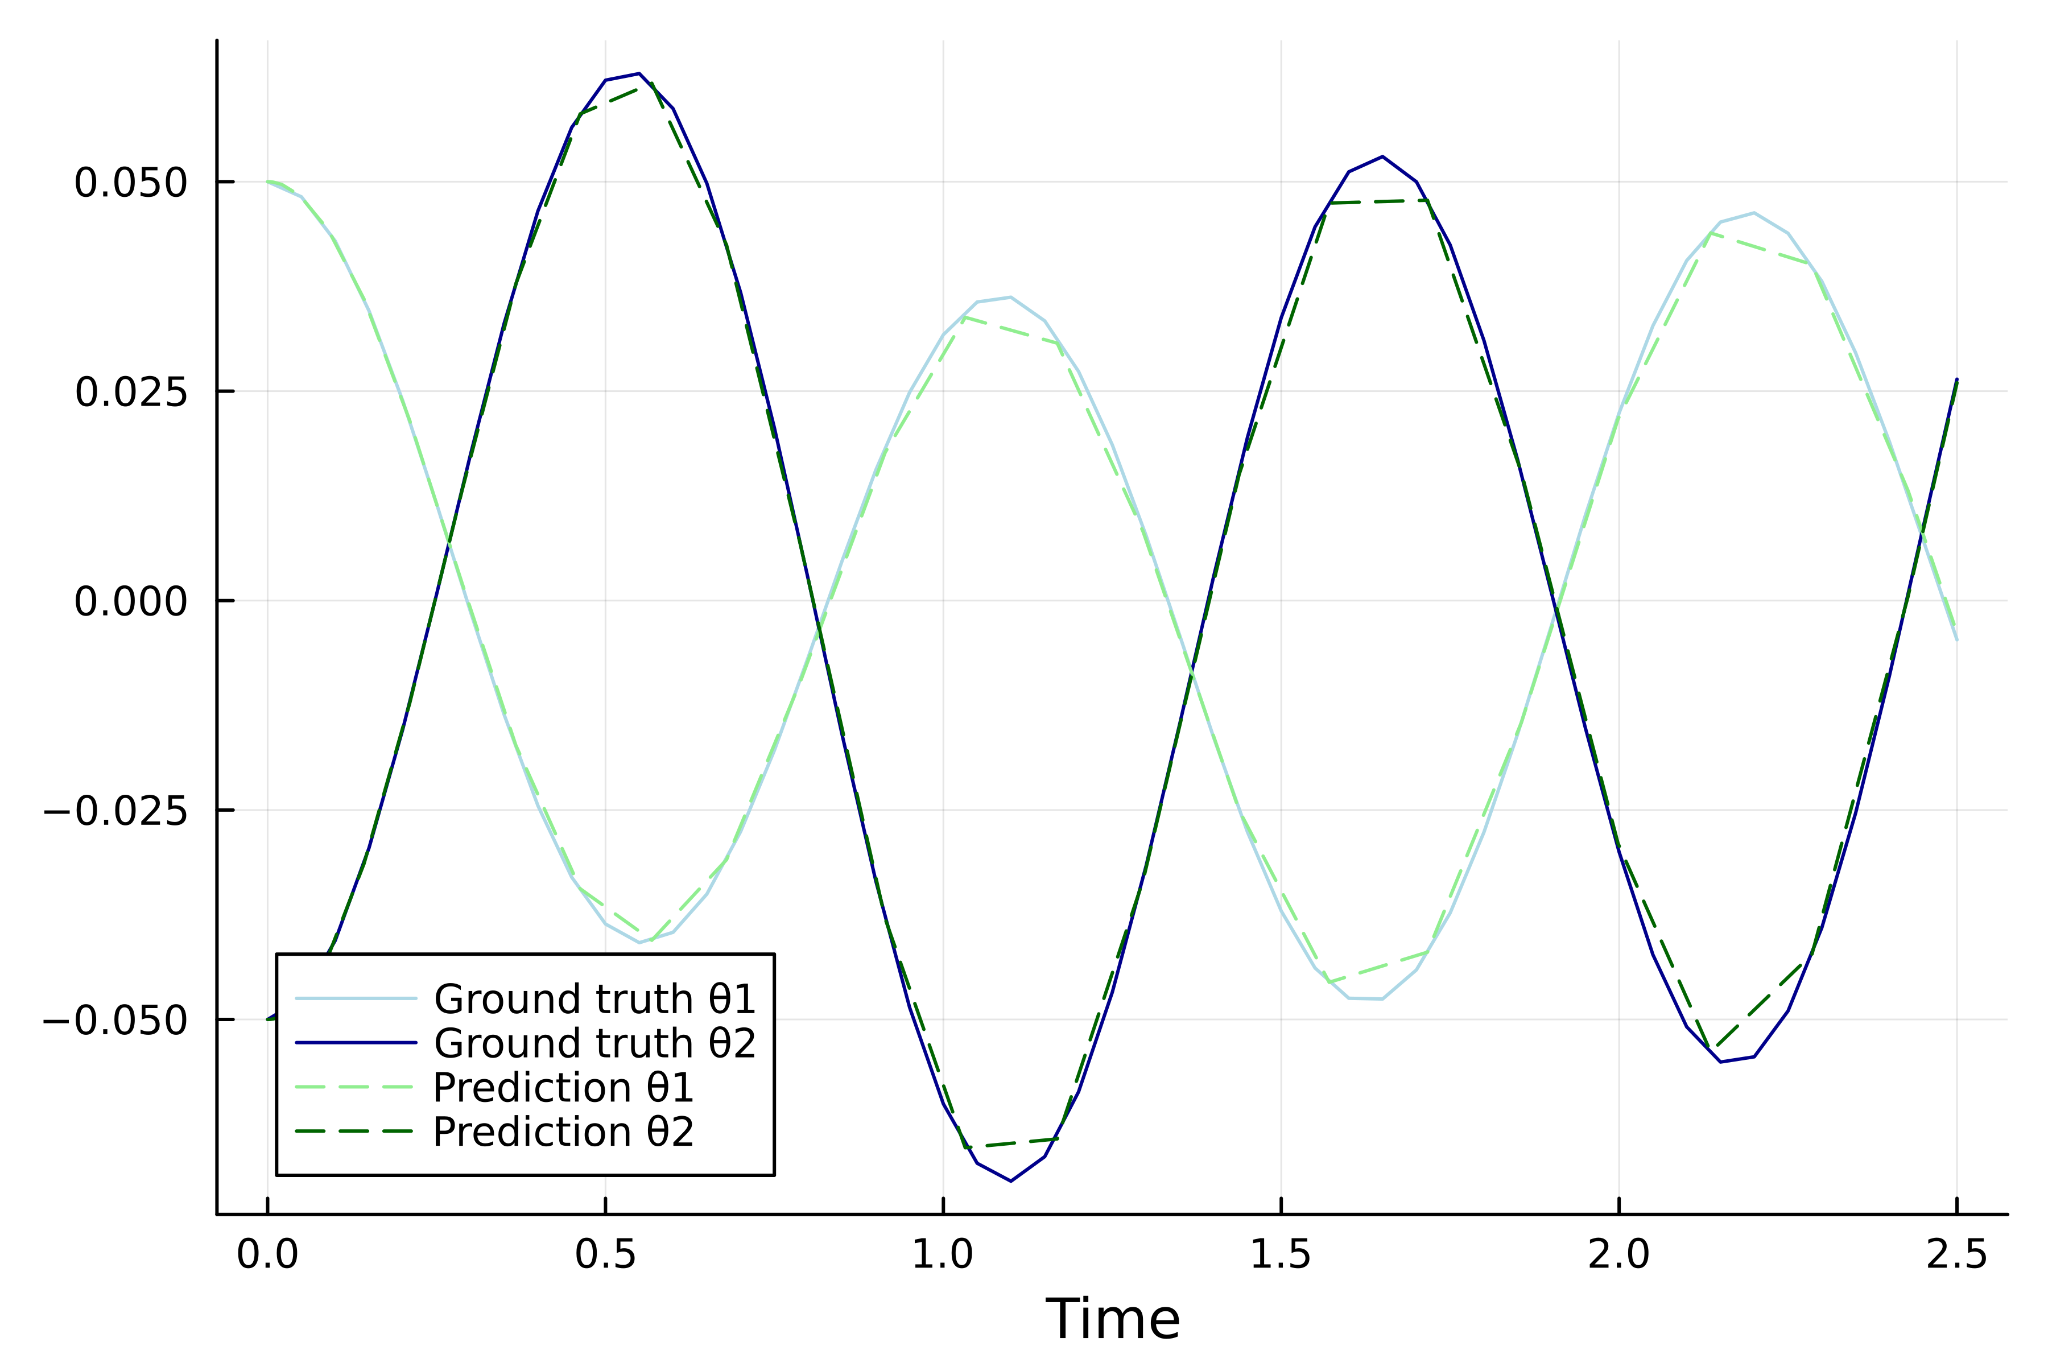 0.050
0.025
0.000
−0.025
−0.050
Ground truth θ1
Ground truth θ2
Prediction θ1
Prediction θ2
0.0 0.5 1.0 1.5 2.0 2.5
Time